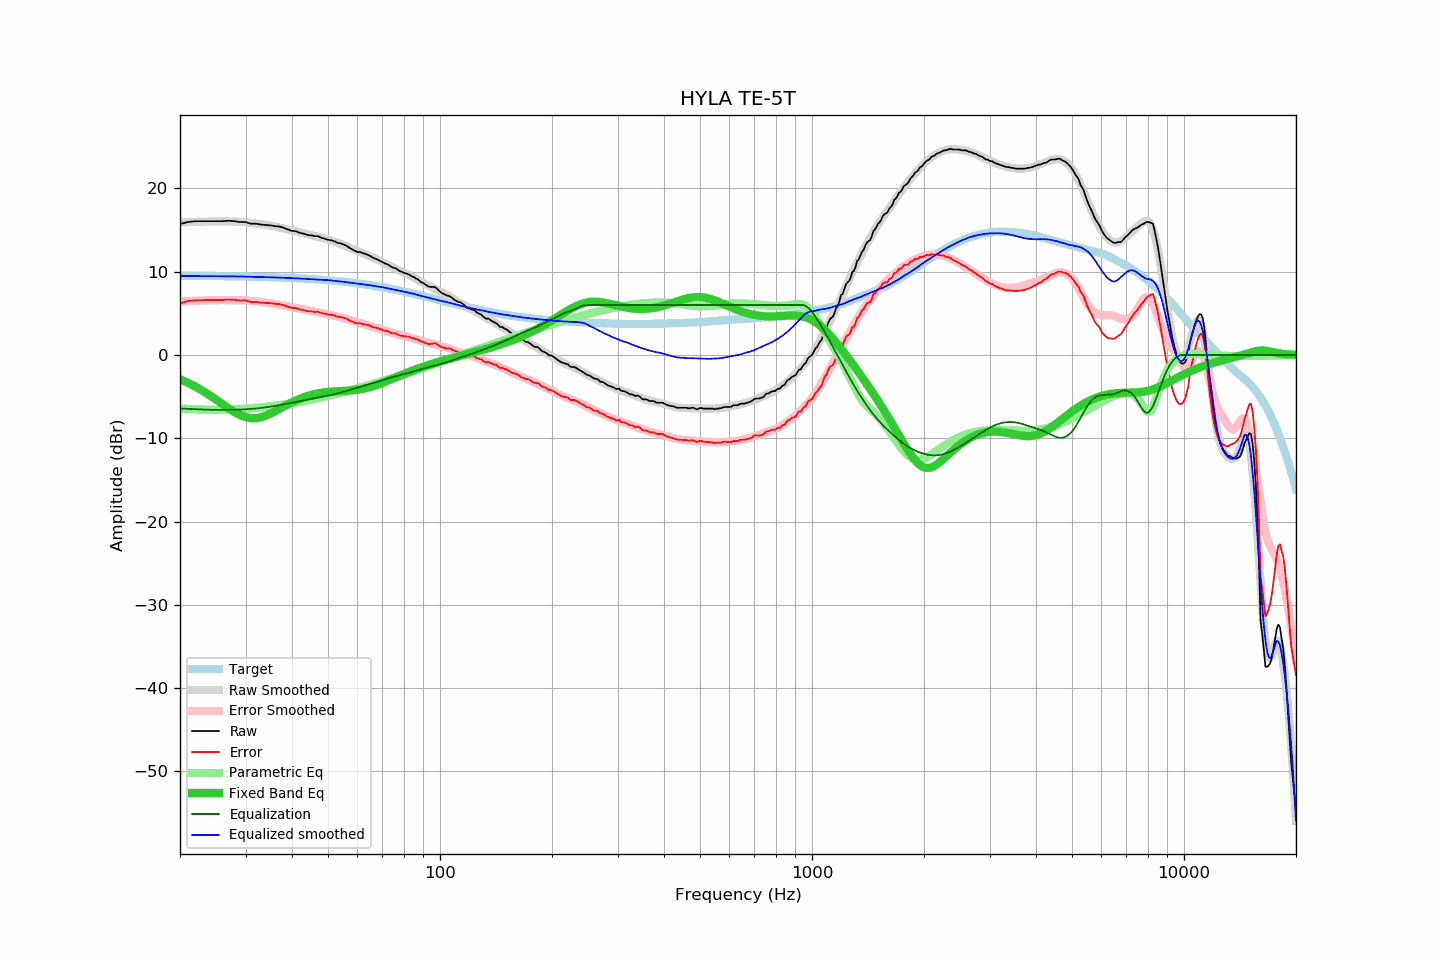 HYLA TE-5T
Amplitude (dBr)
20
10
0
−10
−20
−30
−40
−50
Target
Raw Smoothed
Error Smoothed
Raw
Error
Parametric Eq
Fixed Band Eq
Equalization
Equalized smoothed
100
1000
10000
Frequency (Hz)